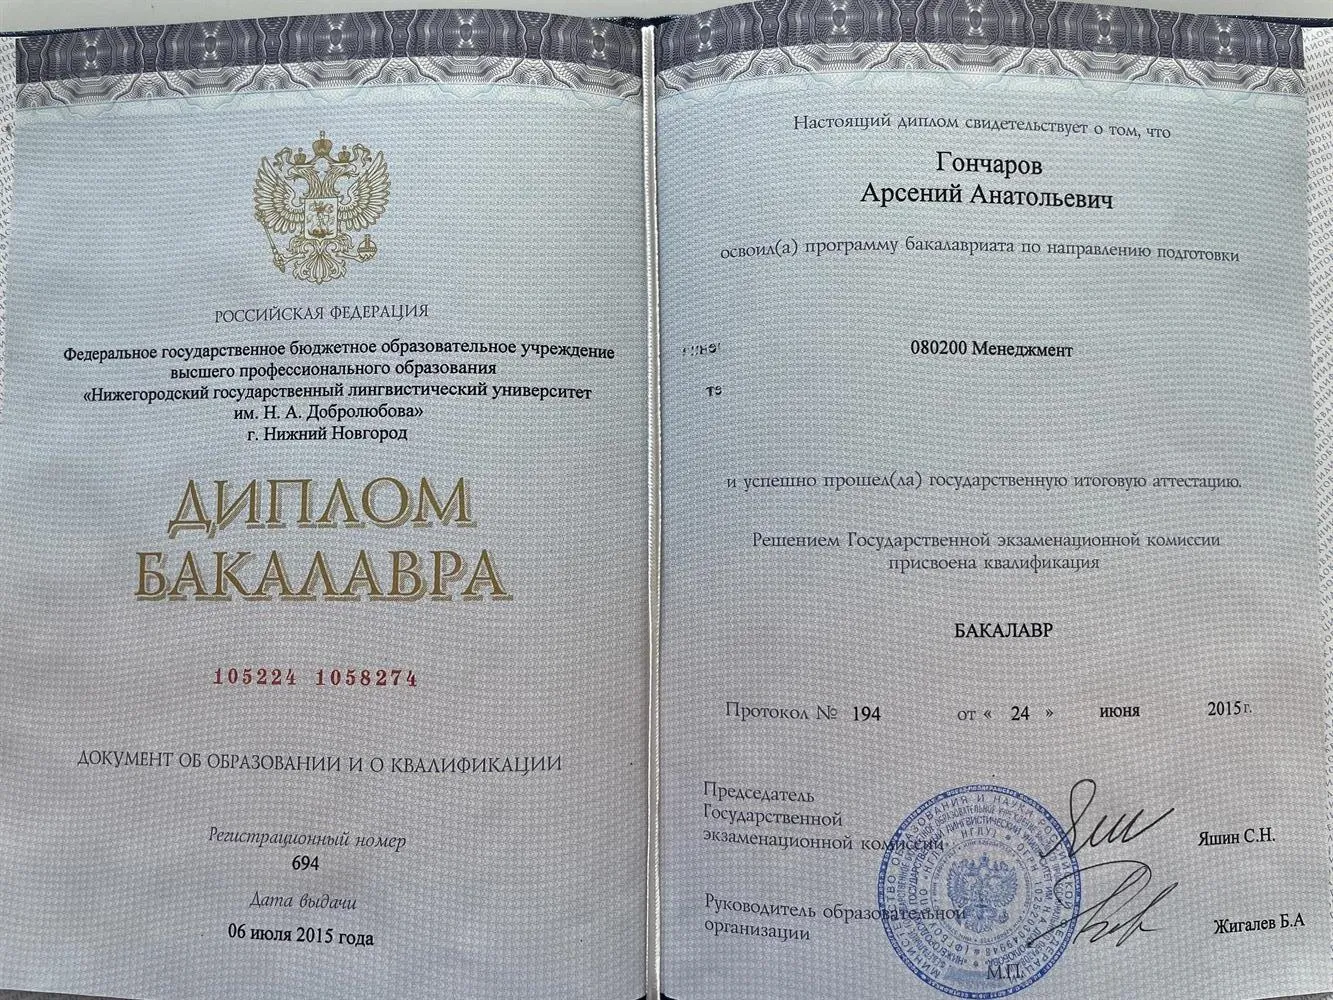 РОССИЙСКАЯ ФЕДЕРАЦИЯ
Федеральное государственное бюджетное образовательное учреждение
высшего профессионального образования
«Нижегородский государственный лингвистический университет
им. Н. А. Добролюбова»
г. Нижний Новгород
ДИПЛОМ
БАКАЛАВРА
105224 1058274
ДОКУМЕНТ ОБ ОБРАЗОВАНИИ И О КВАЛИФИКАЦИИ
Регистрационный номер
694
Дата выдачи
06 июля 2015 года
Настоящий диплом свидетельствует о том, что
Гончаров
Арсений Анатольевич
освоил(а) программу бакалавриата по направлению подготовки
080200 Менеджмент
и успешно прошел(ла) государственную итоговую аттестацию.
Решением Государственной экзаменационной комиссии
присвоена квалификация
БАКАЛАВР
Протокол № 194 от « 24 » июня 2015 г.
Председатель
Государственной
экзаменационной комиссии
Яшин С.Н.
Руководитель образовательной
организации
Жигалев Б.А
М.П.